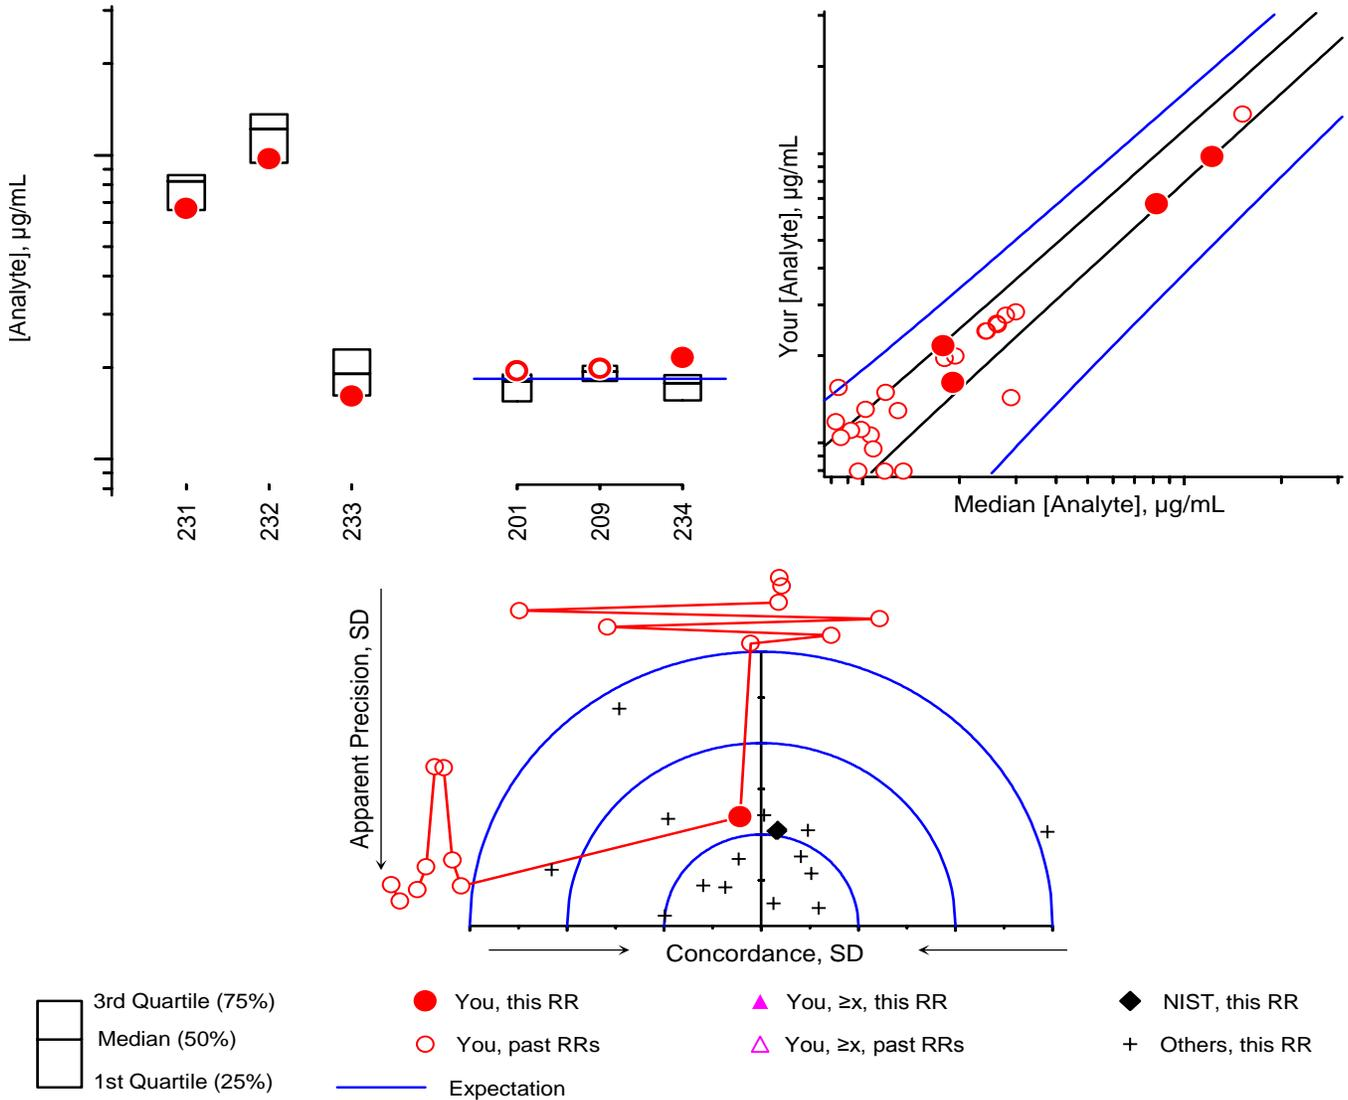 [Analyte], µg/mL
231
232
233
201
209
234
Your [Analyte], µg/mL
Median [Analyte], µg/mL
Apparent Precision, SD
Concordance, SD
3rd Quartile (75%)
Median (50%)
1st Quartile (25%)
You, this RR
You, past RRs
Expectation
You, ≥x, this RR
You, ≥x, past RRs
NIST, this RR
Others, this RR